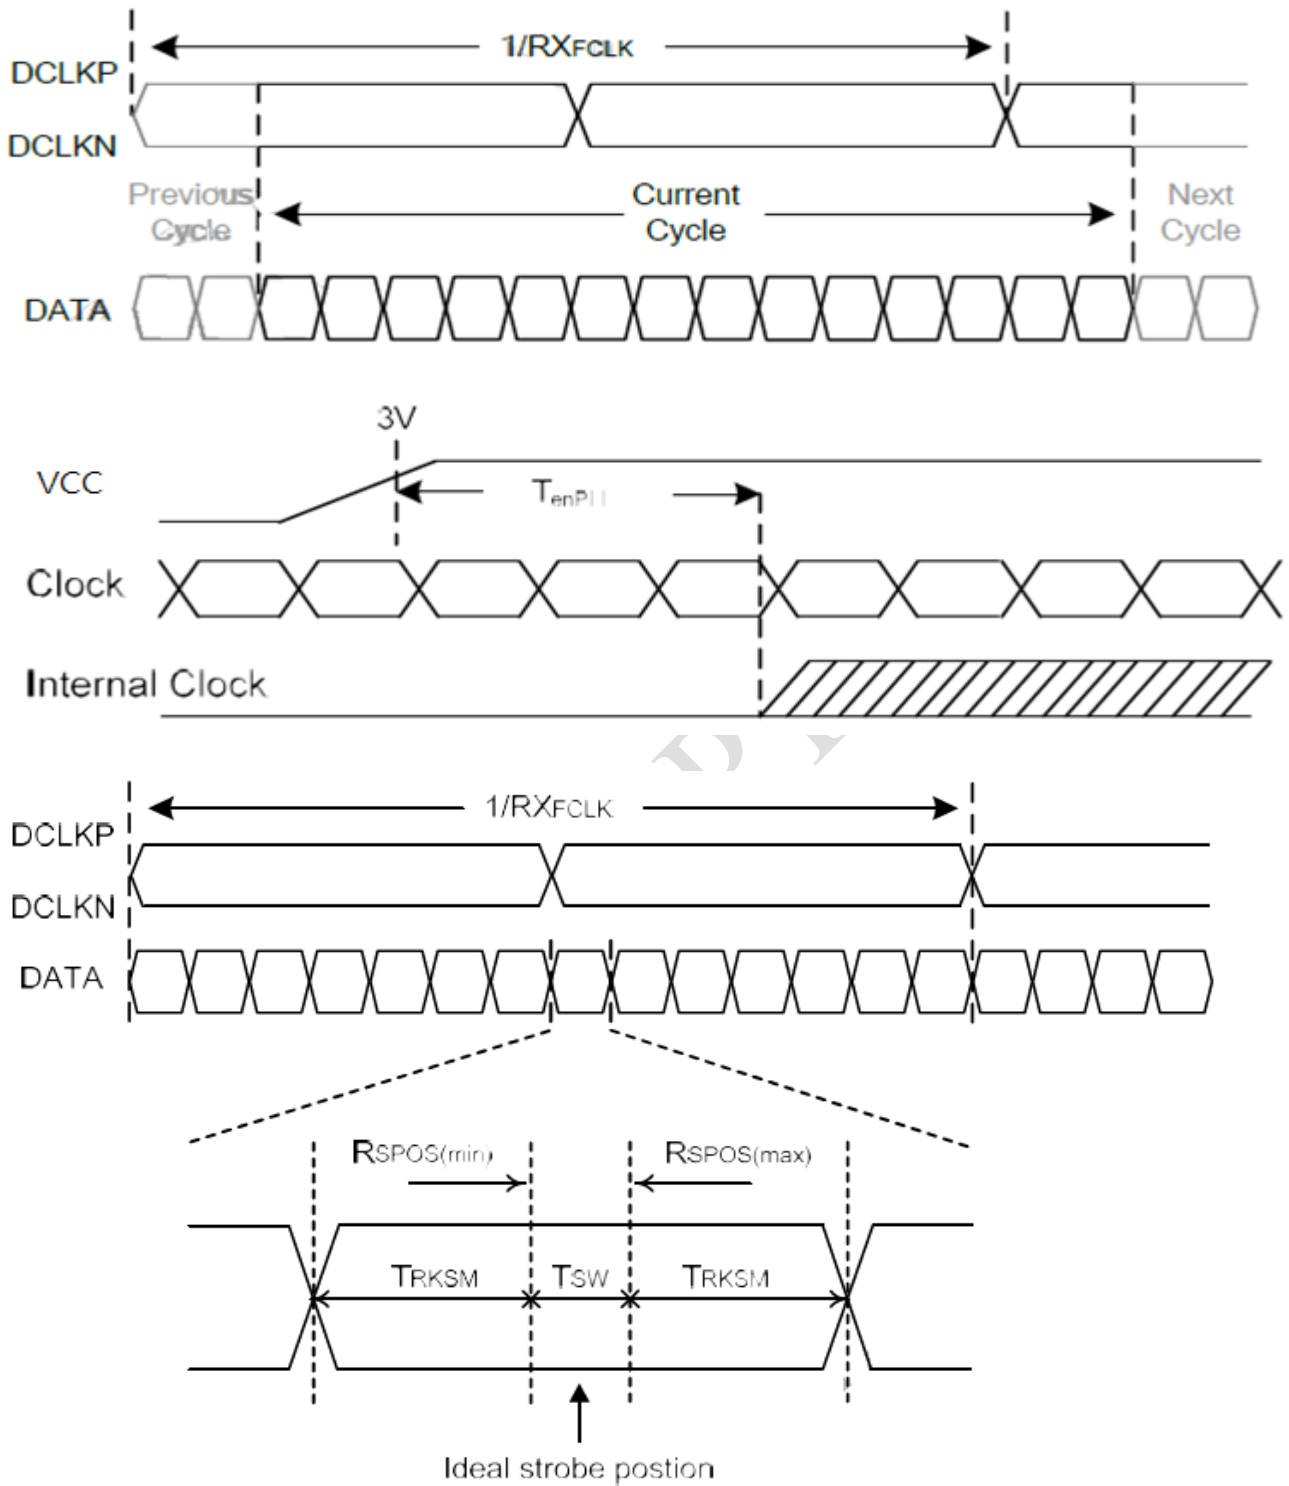 1/RXFCLK
DCLKP
DCLKN
Previous Cycle
Current Cycle
Next Cycle
DATA
3V
VCC
Clock
Internal Clock
1/RXFCLK
DCLKP
DCLKN
DATA
RSPOS(min)
RSPOS(max)
TRKSM
TSW
TRKSM
Ideal strobe postion